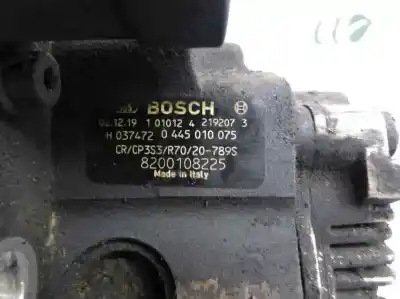 BOSCH
02.12.19 1 01012 4 219207 3
H 037472 0 445 010 075
CR/CP3S3/R70/20-789S
8200108225
Made in Italy